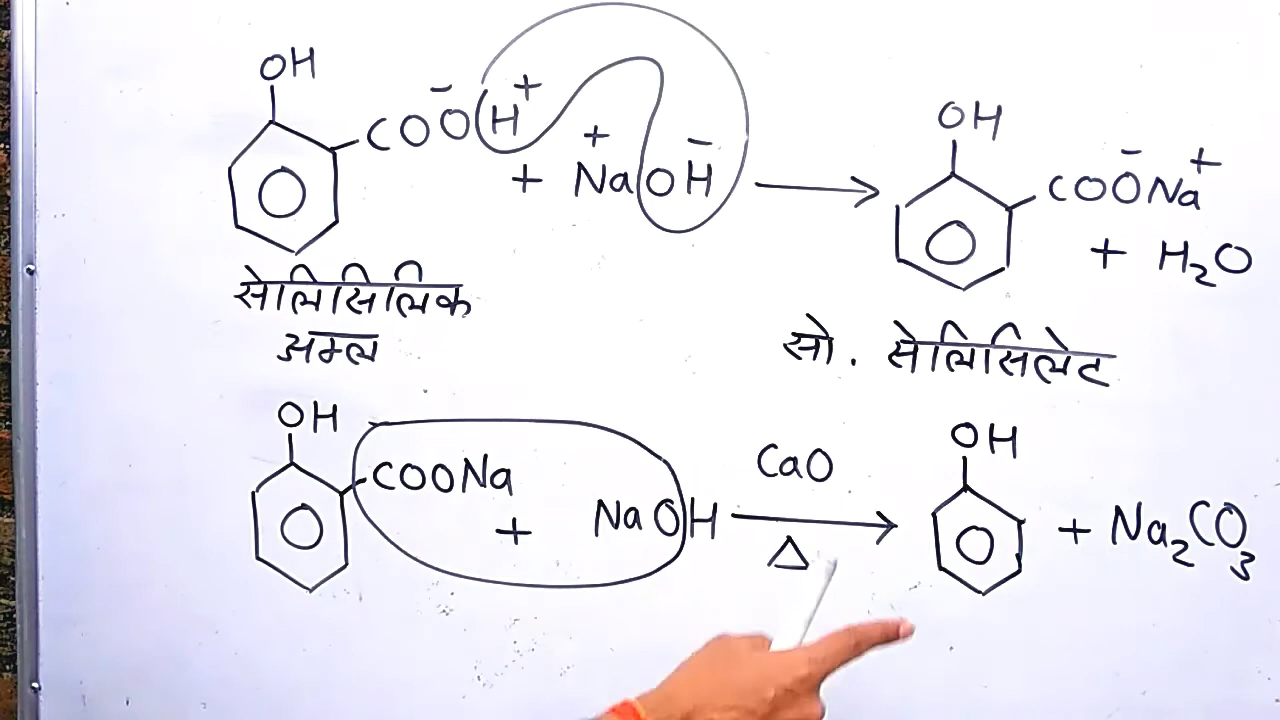 OH
COO⁻H⁺ + Na⁺OH⁻ ⟶
OH
COO⁻Na⁺
+ H₂O
सेलिसिलिक
अम्ल
सो. सेलिसिलेट
OH
COONa + NaOH
CaO
Δ
OH
+ Na₂CO₃